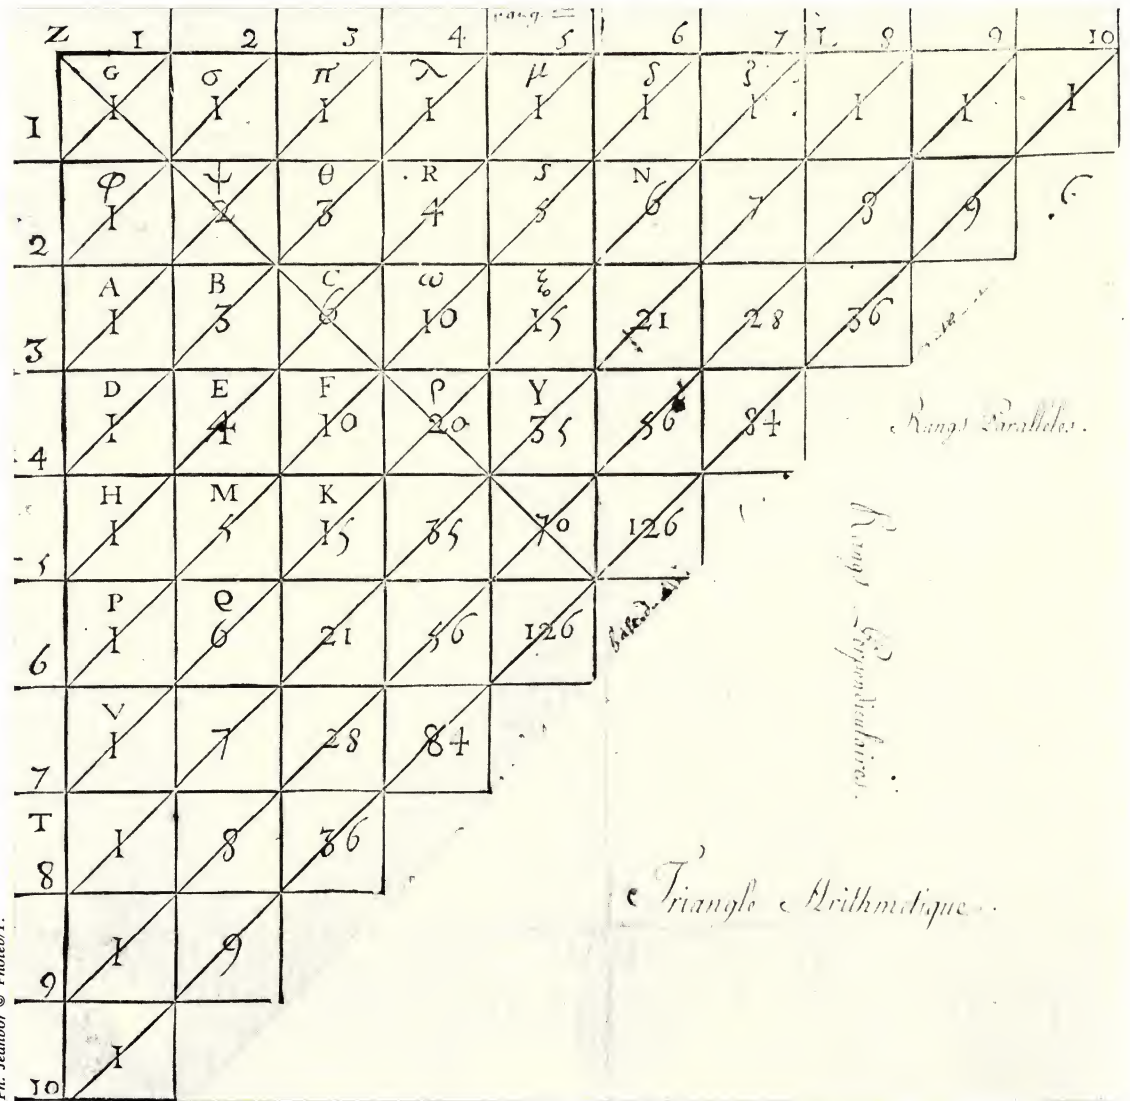 rang.
Z 1 2 3 4 5 6 7 L 8 9 10
G σ π λ μ δ ζ
1 1 1 1 1 1 1 1 1 1 1
φ ψ θ R S N
2 1 2 3 4 5 6 7 8 9
A B C ω ξ
3 1 3 6 10 15 21 28 36
D E F ρ Y
4 1 4 10 20 35 56 84
Rangs Paralleles.
H M K
5 1 5 15 35 70 126
Rangs Perpendiculaires.
P Q
6 1 6 21 56 126
V
7 1 7 28 84
T
8 1 8 36
Triangle Arithmetique.
9 1 9
10 1
Ph. Jeanbor © Photeb/T.